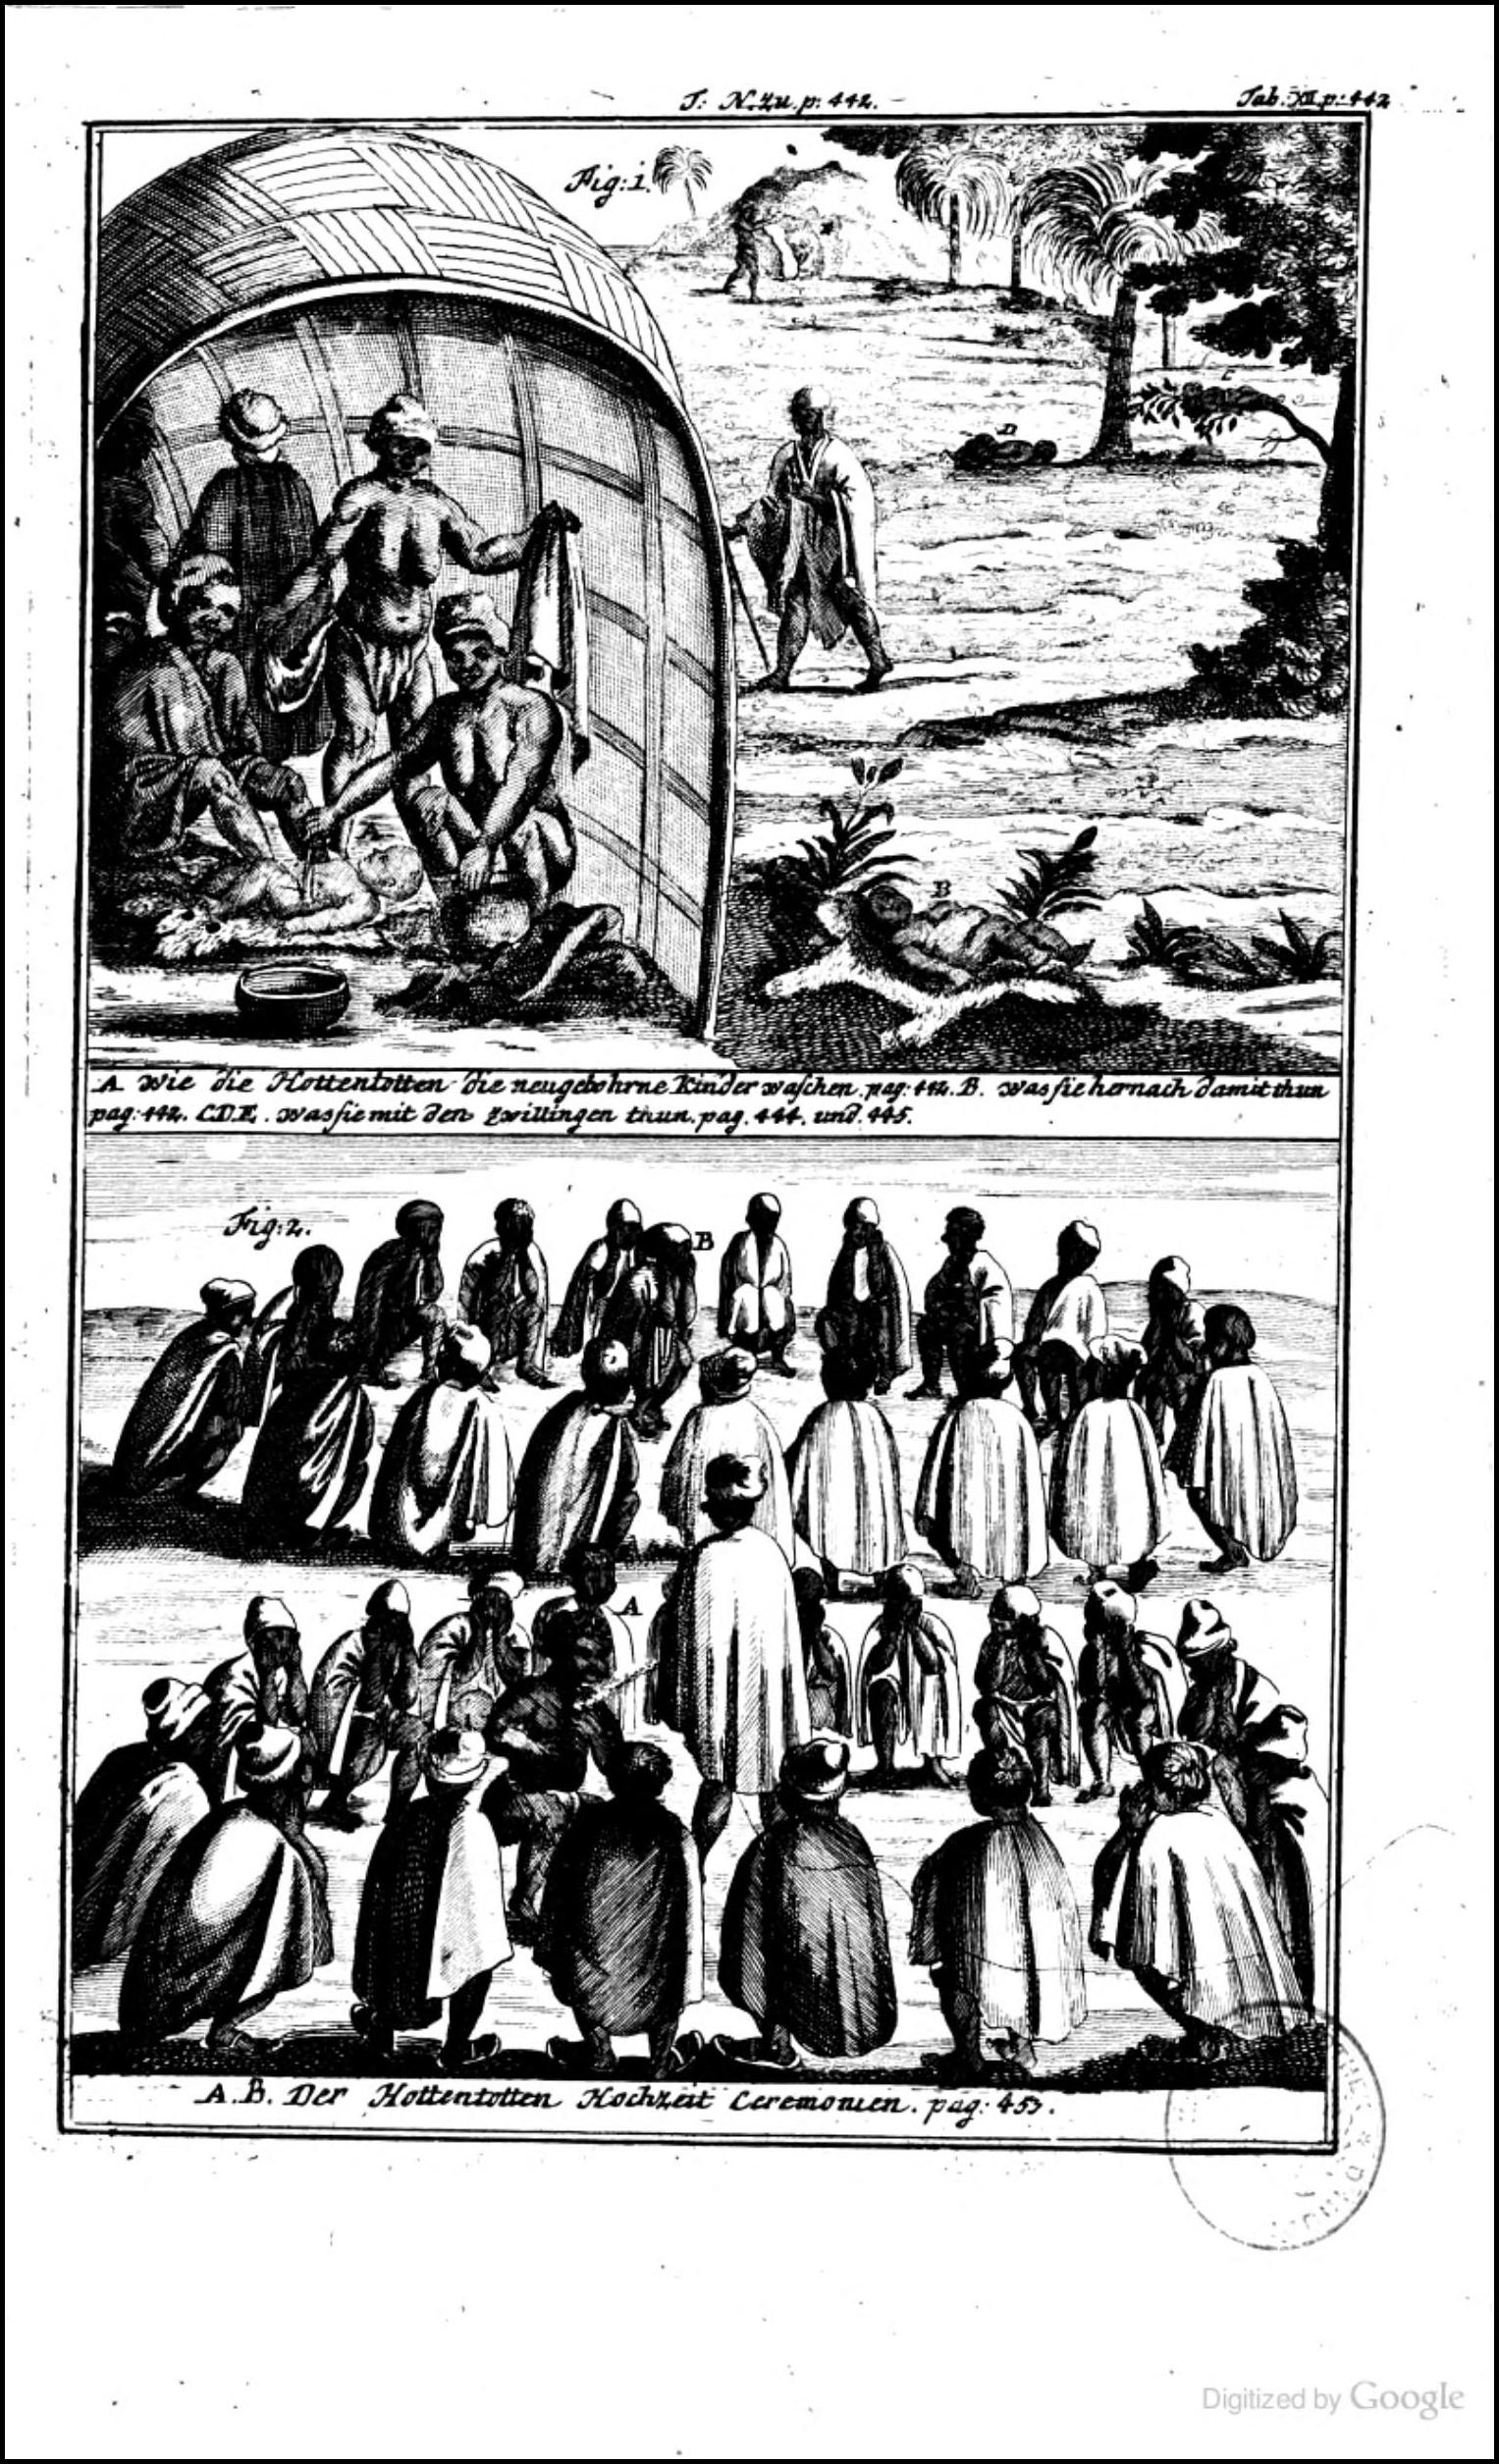 T: N. zu. p: 442.
Tab. XII. p: 442
Fig: 1.
E
D
A
B
A wie die Hottentotten die neugebohrne Kinder waschen. pag: 442. B. was sie hernach damit thun
pag: 442. C.D.E. was sie mit den zwillingen thun. pag. 444. und. 445.
Fig: 2.
B
A
A.B. Der Hottentotten Hochzeit Ceremonien. pag: 453.
Digitized by Google